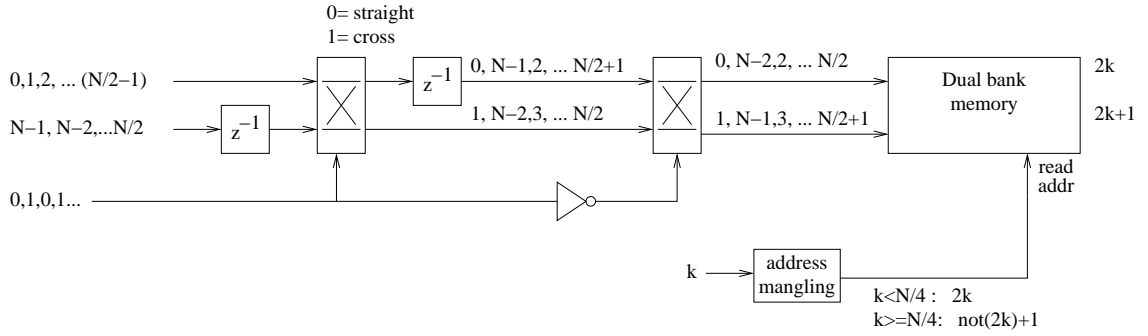 0= straight
1= cross
0,1,2, ... (N/2−1)
z−1
0, N−1,2, ... N/2+1
0, N−2,2, ... N/2
Dual bank
memory
2k
2k+1
N−1, N−2,...N/2
z−1
1, N−2,3, ... N/2
1, N−1,3, ... N/2+1
read
addr
0,1,0,1...
k
address
mangling
k<N/4 : 2k
k>=N/4: not(2k)+1